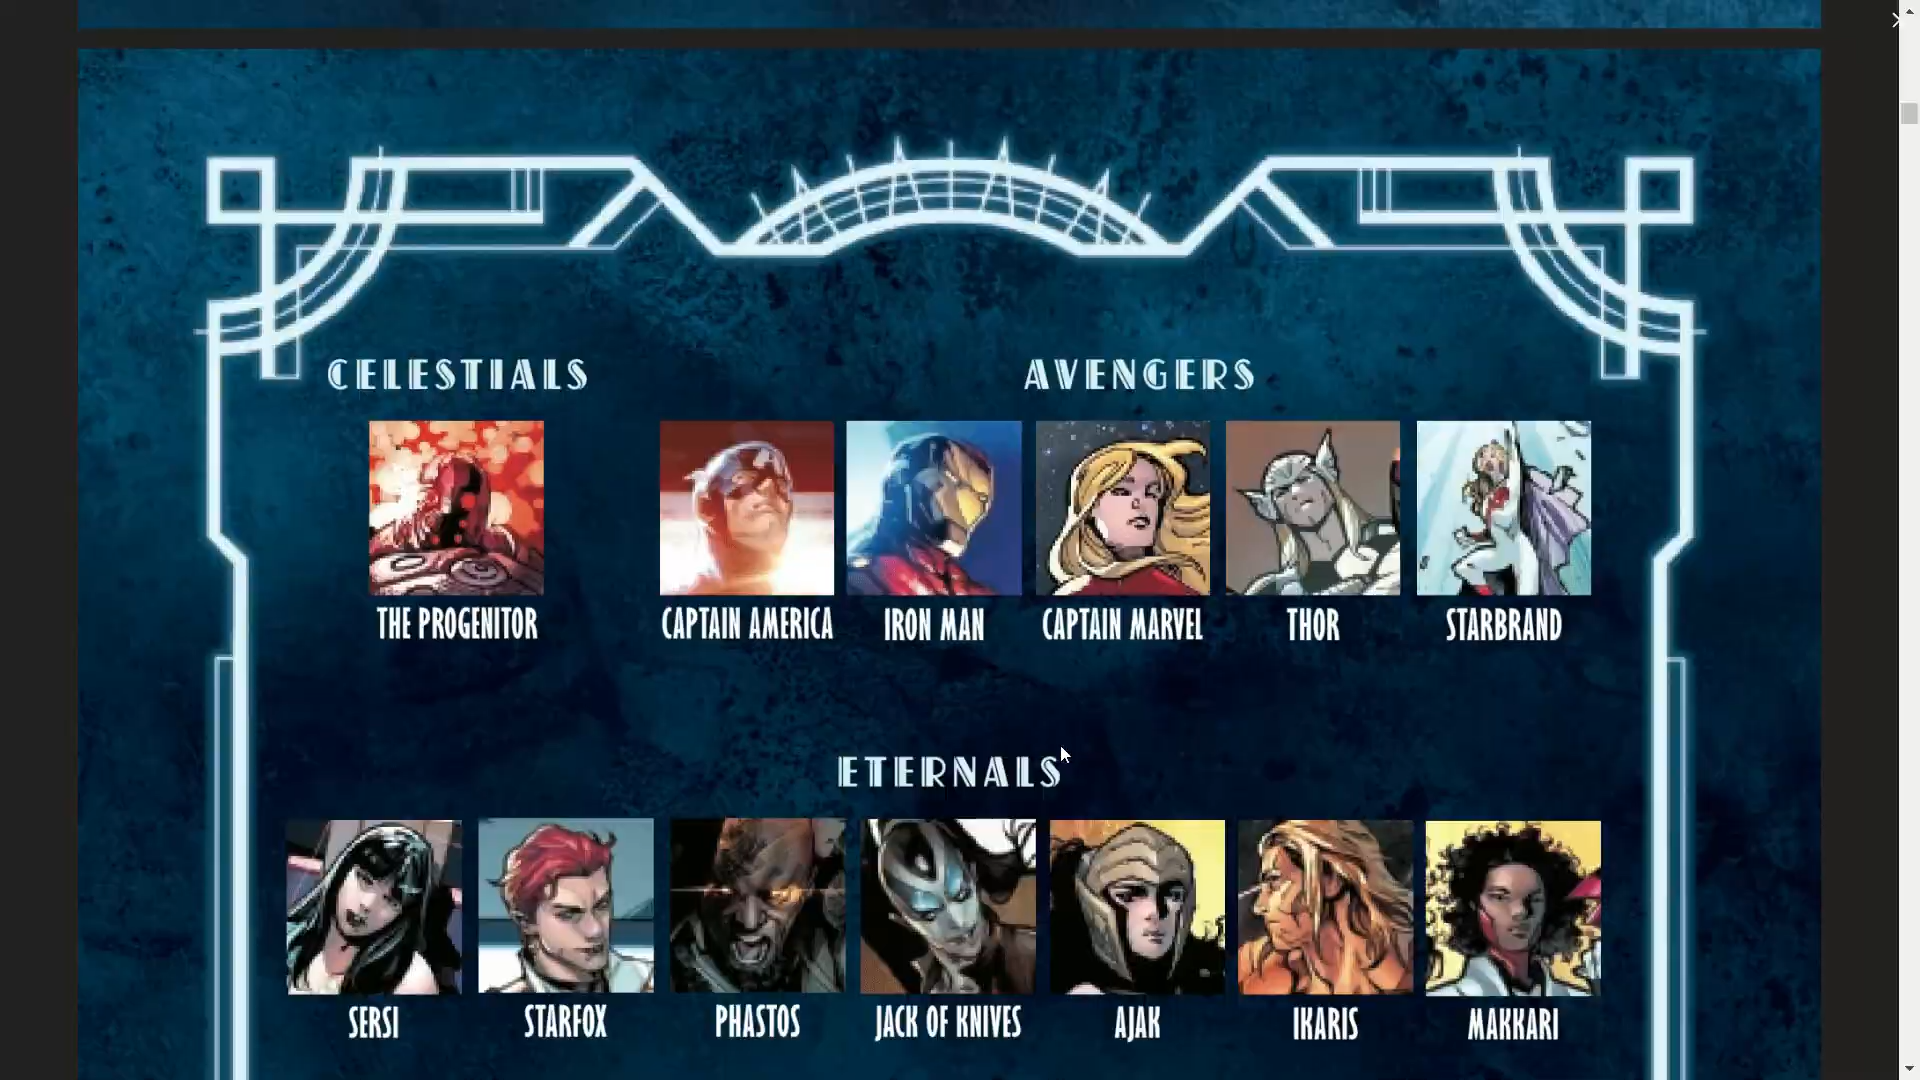 CELESTIALS
AVENGERS
THE PROGENITOR
CAPTAIN AMERICA
IRON MAN
CAPTAIN MARVEL
THOR
STARBRAND
ETERNALS
SERSI
STARFOX
PHASTOS
JACK OF KNIVES
AJAK
IKARIS
MAKKARI